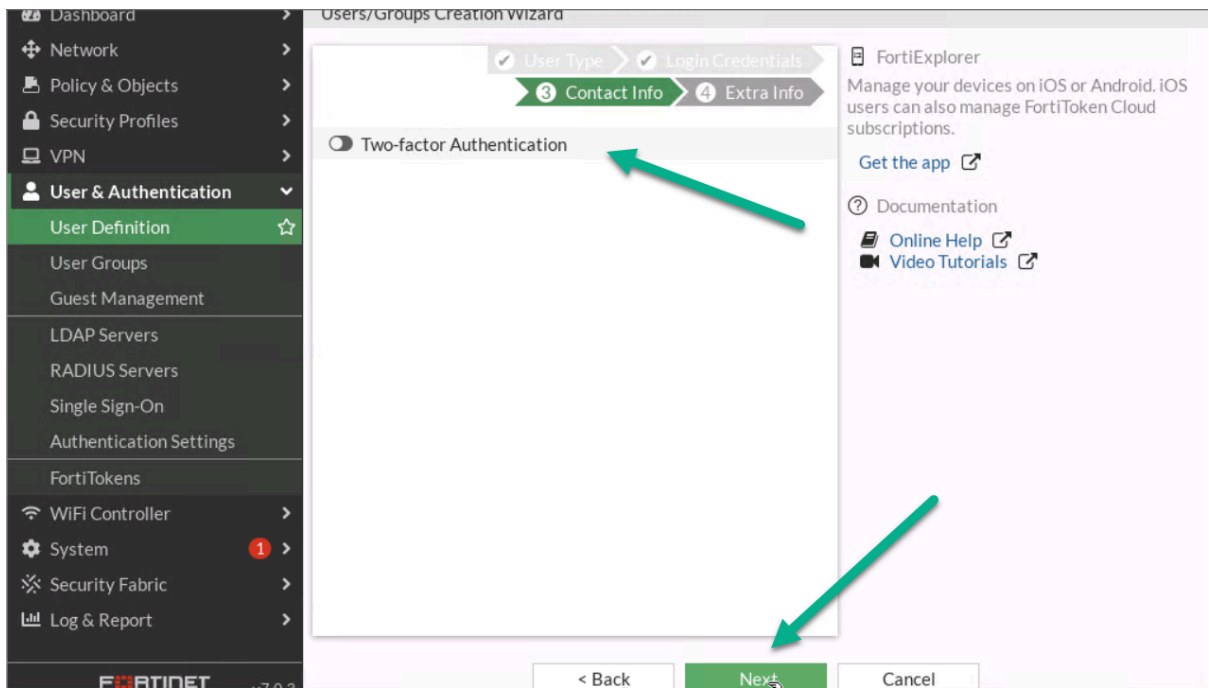 Dashboard
Network
Policy & Objects
Security Profiles
VPN
User & Authentication
User Definition
User Groups
Guest Management
LDAP Servers
RADIUS Servers
Single Sign-On
Authentication Settings
FortiTokens
WiFi Controller
System 1
Security Fabric
Log & Report
FORTINET
Users/Groups Creation Wizard
User Type Login Credentials
3 Contact Info 4 Extra Info
Two-factor Authentication
< Back Next Cancel
FortiExplorer
Manage your devices on iOS or Android. iOS
users can also manage FortiToken Cloud
subscriptions.
Get the app
Documentation
Online Help
Video Tutorials